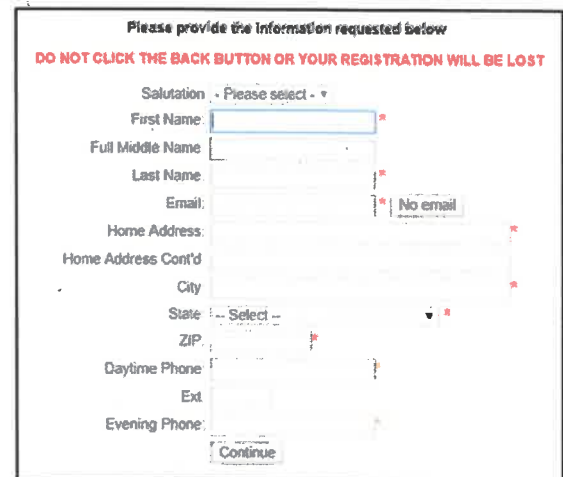 Please provide the information requested below
DO NOT CLICK THE BACK BUTTON OR YOUR REGISTRATION WILL BE LOST
Salutation - Please select - ▼
First Name: *
Full Middle Name
Last Name *
Email: * No email
Home Address: *
Home Address Cont'd
City *
State -- Select -- ▼ *
ZIP *
Daytime Phone *
Ext
Evening Phone: *
Continue